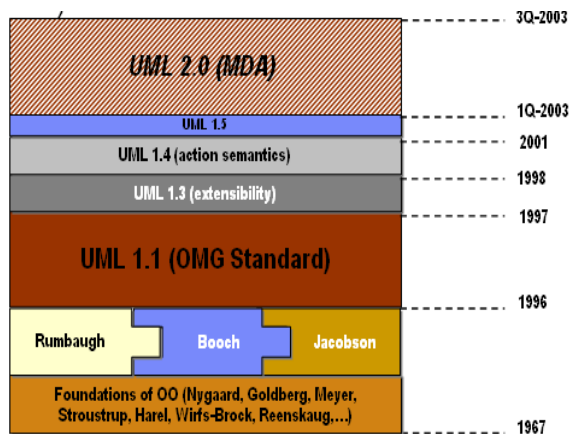 3Q-2003
UML 2.0 (MDA)
1Q-2003
UML 1.5
2001
UML 1.4 (action semantics)
1998
UML 1.3 (extensibility)
1997
UML 1.1 (OMG Standard)
1996
Rumbaugh Booch Jacobson
Foundations of OO (Nygaard, Goldberg, Meyer,
Stroustrup, Harel, Wirfs-Brock, Reenskaug,...)
1967